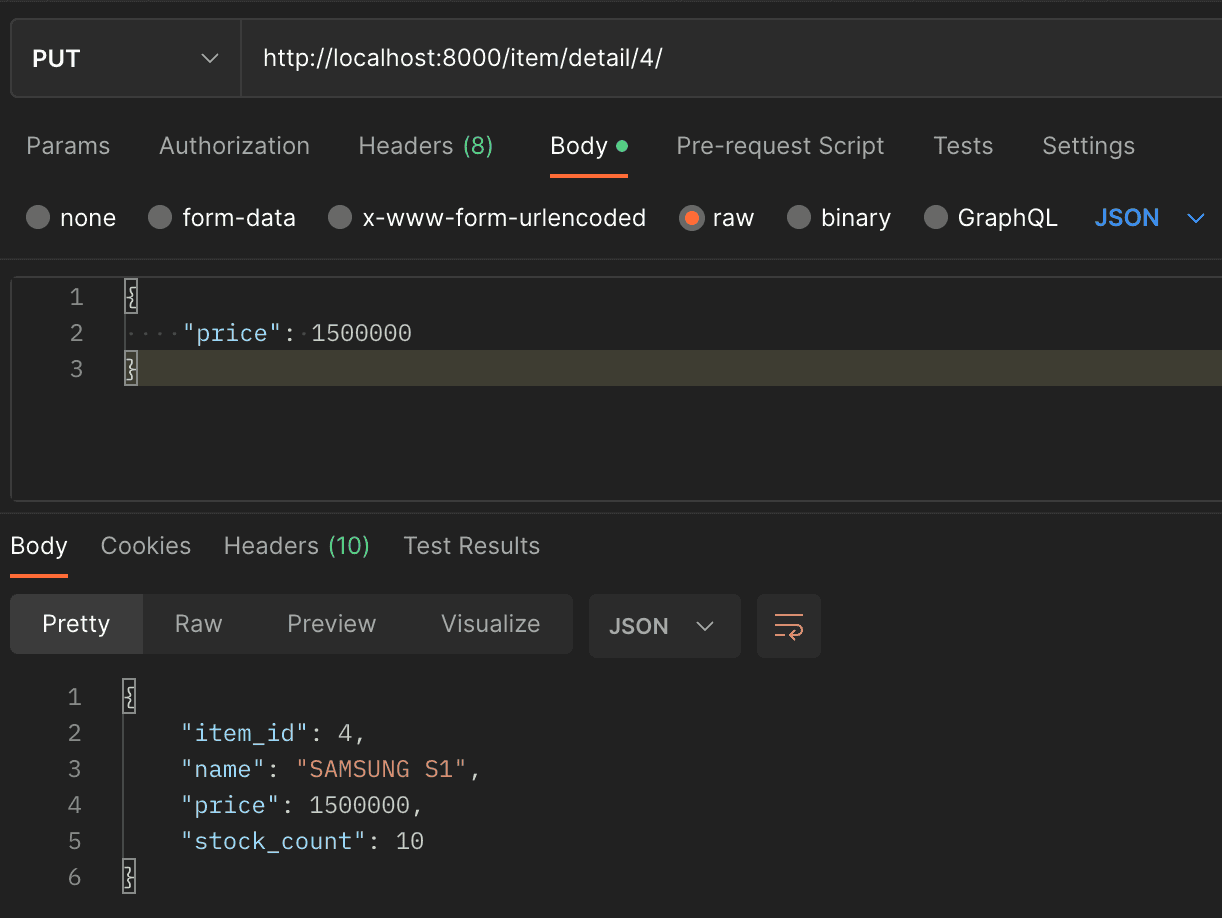 PUT http://localhost:8000/item/detail/4/
Params Authorization Headers (8) Body Pre-request Script Tests Settings
none form-data x-www-form-urlencoded raw binary GraphQL JSON
1 {
2 ····"price":·1500000
3 }
Body Cookies Headers (10) Test Results
Pretty Raw Preview Visualize JSON
1 {
2 "item_id": 4,
3 "name": "SAMSUNG S1",
4 "price": 1500000,
5 "stock_count": 10
6 }